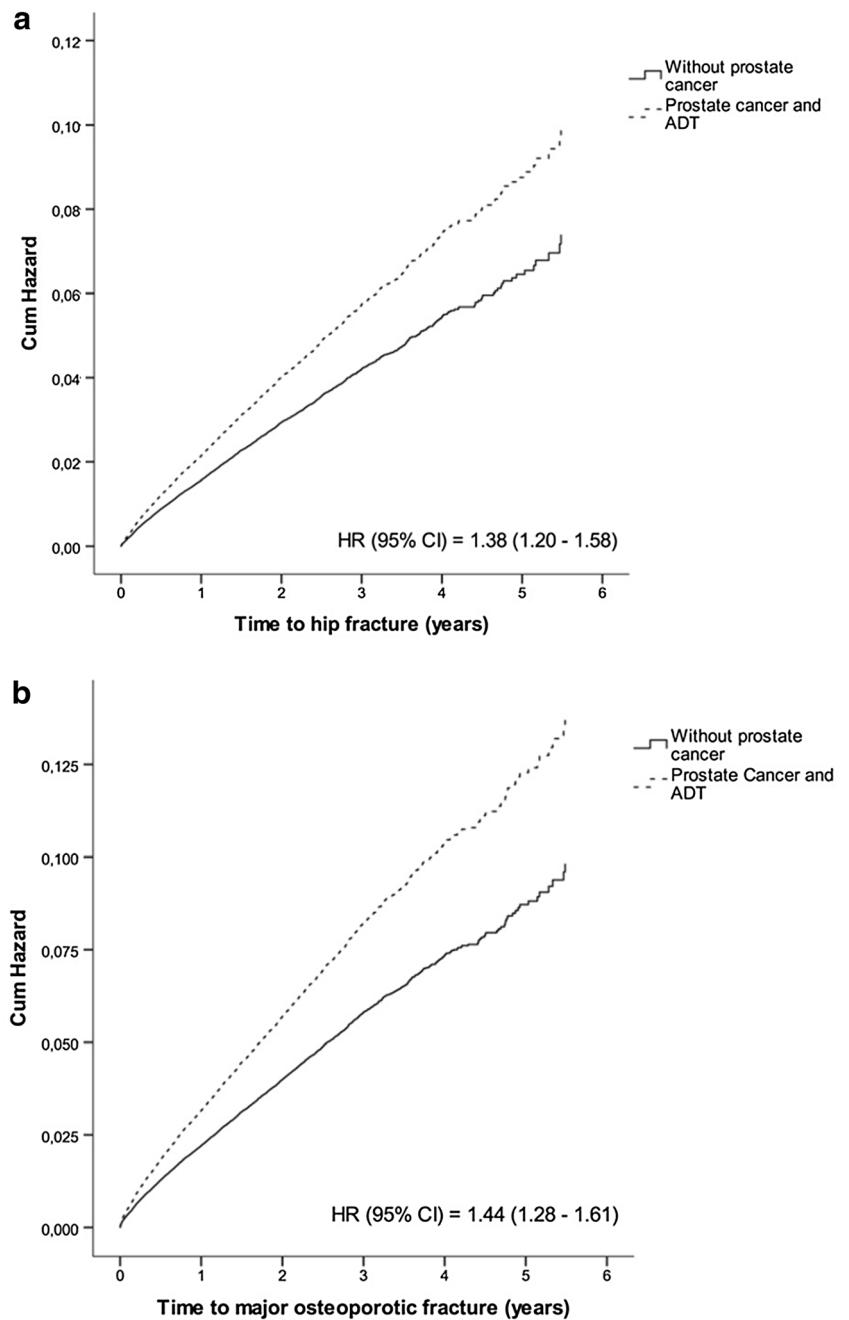 a
0,12
0,10
0,08
0,06
0,04
0,02
0,00
Cum Hazard
Without prostate
cancer
Prostate cancer and
ADT
HR (95% CI) = 1.38 (1.20 - 1.58)
0 1 2 3 4 5 6
Time to hip fracture (years)
b
0,125
0,100
0,075
0,050
0,025
0,000
Cum Hazard
Without prostate
cancer
Prostate Cancer and
ADT
HR (95% CI) = 1.44 (1.28 - 1.61)
0 1 2 3 4 5 6
Time to major osteoporotic fracture (years)